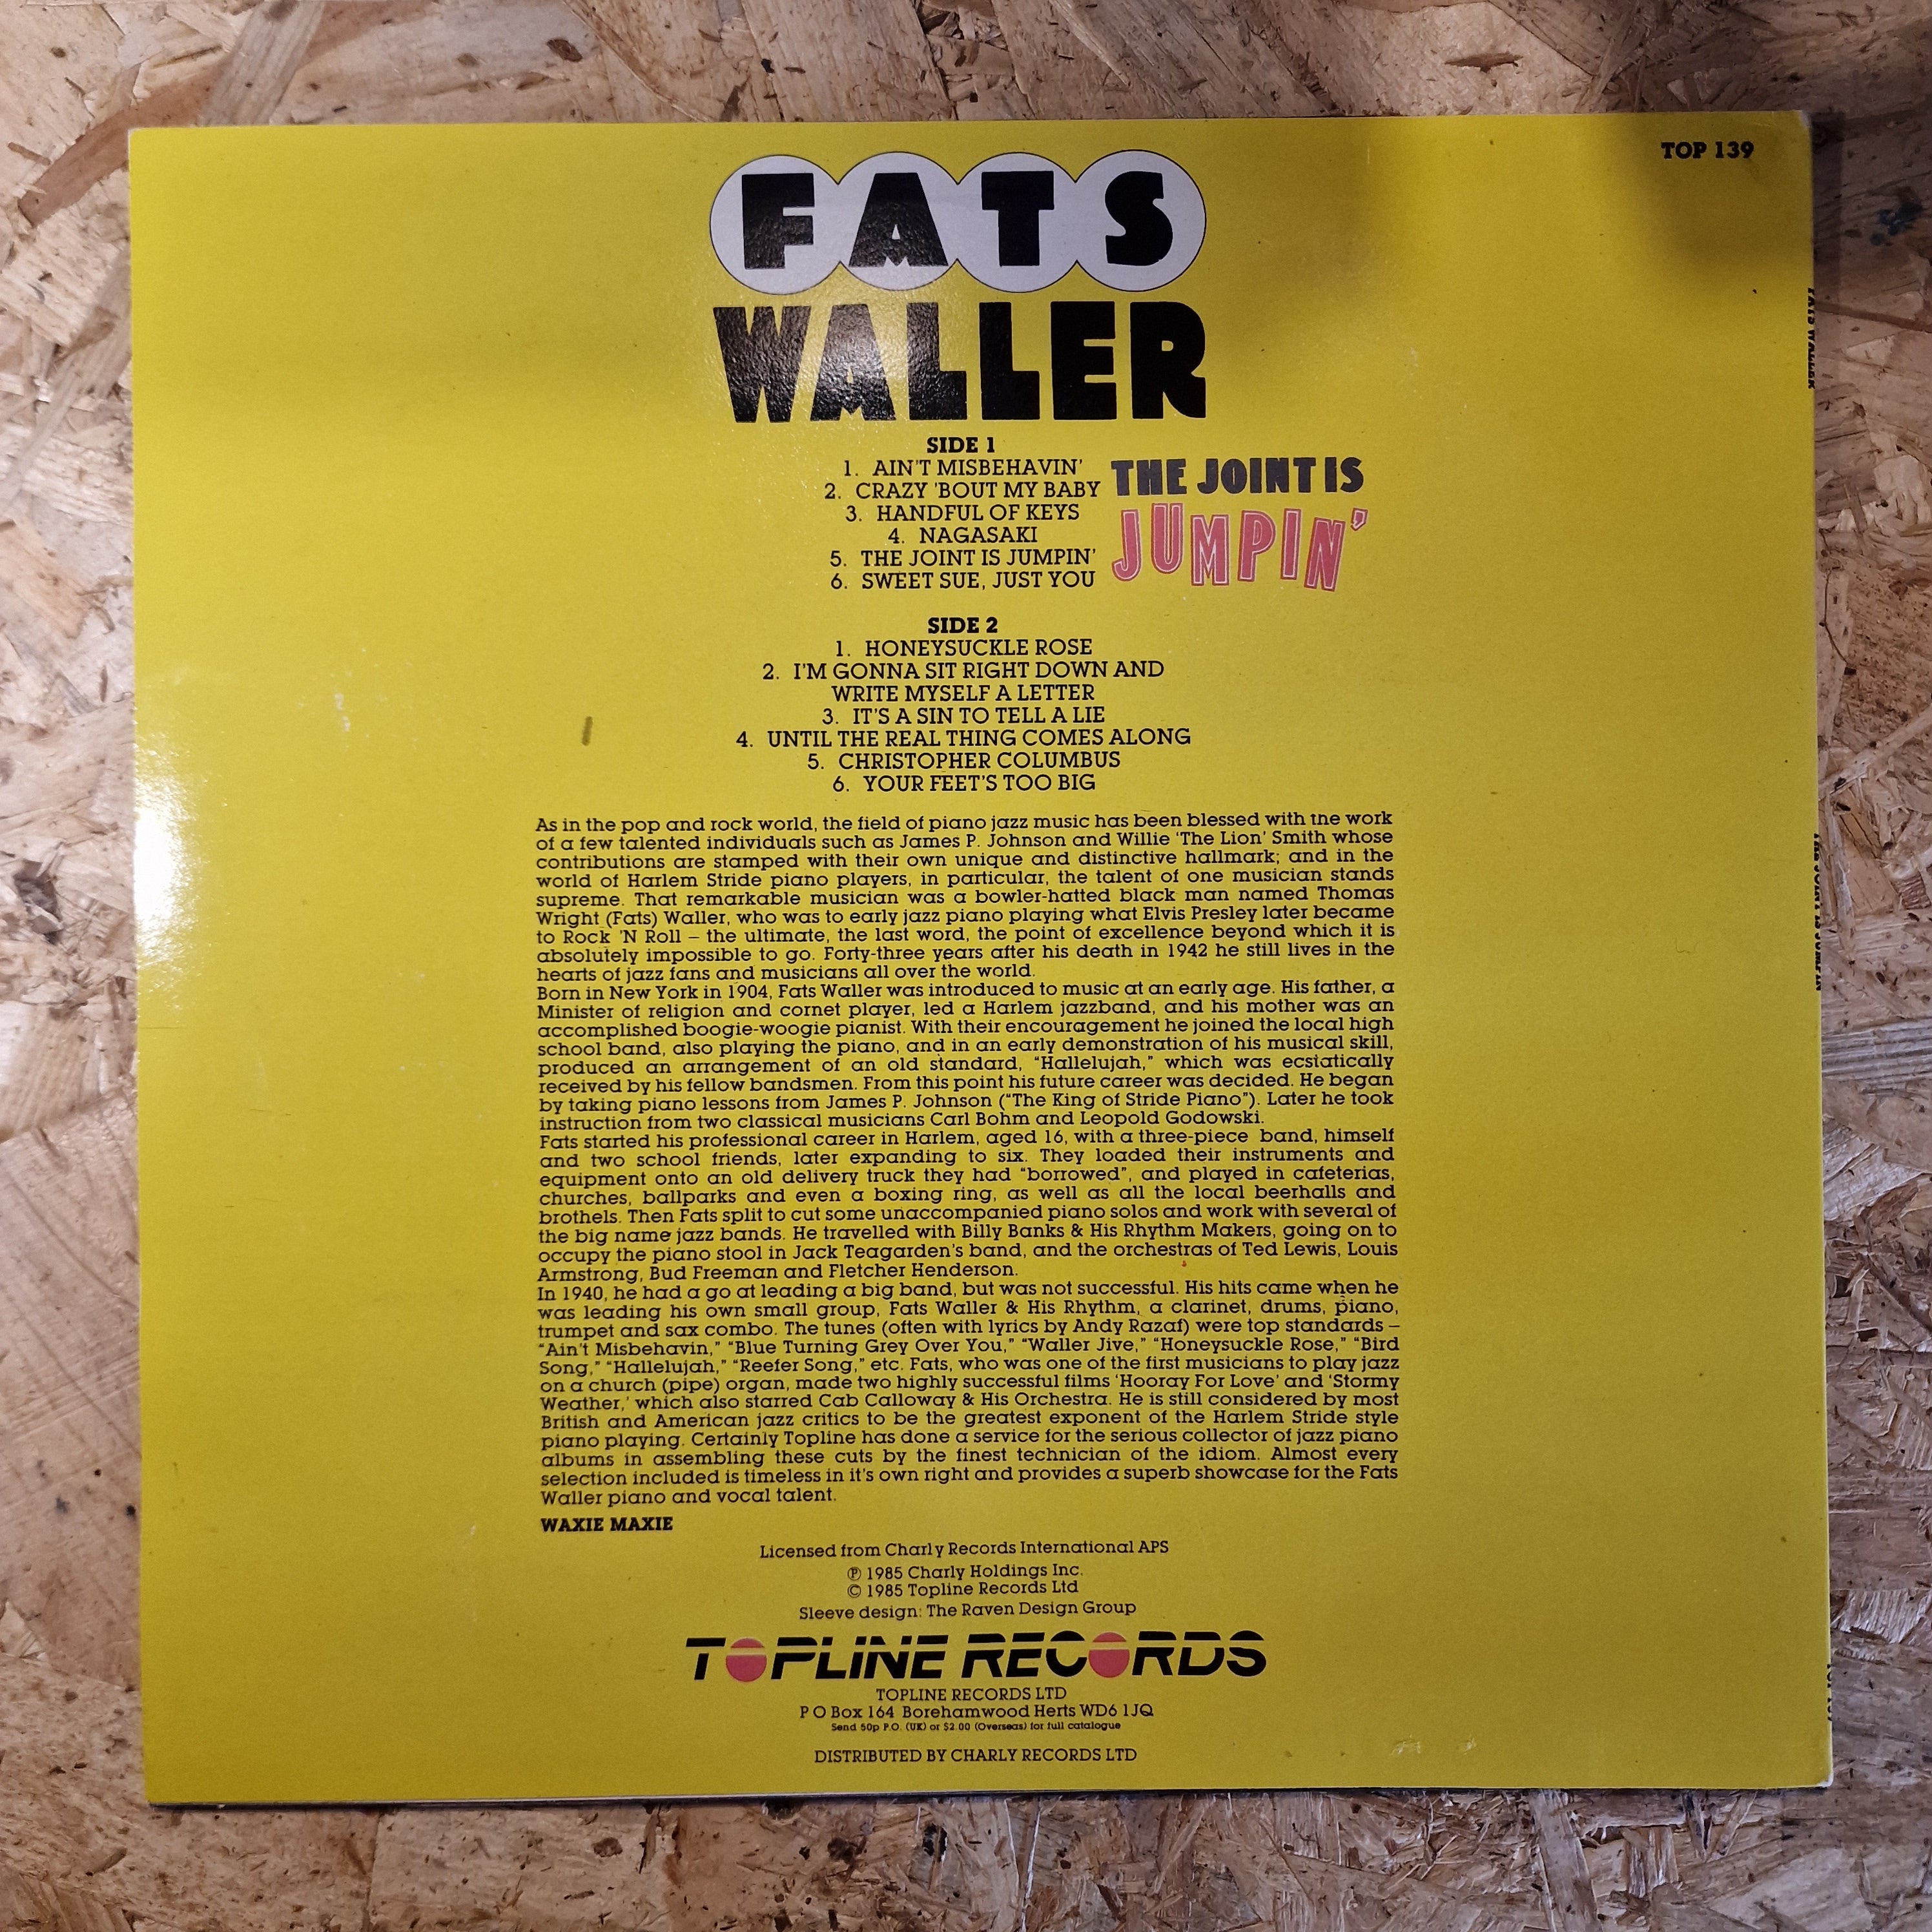 TOP 139
FATS
WALLER
SIDE 1
1. AIN'T MISBEHAVIN'
2. CRAZY 'BOUT MY BABY
3. HANDFUL OF KEYS
4. NAGASAKI
5. THE JOINT IS JUMPIN'
6. SWEET SUE, JUST YOU
THE JOINT IS
JUMPIN'
SIDE 2
1. HONEYSUCKLE ROSE
2. I'M GONNA SIT RIGHT DOWN AND
WRITE MYSELF A LETTER
3. IT'S A SIN TO TELL A LIE
4. UNTIL THE REAL THING COMES ALONG
5. CHRISTOPHER COLUMBUS
6. YOUR FEET'S TOO BIG
As in the pop and rock world, the field of piano jazz music has been blessed with the work
of a few talented individuals such as James P. Johnson and Willie 'The Lion' Smith whose
contributions are stamped with their own unique and distinctive hallmark; and in the
world of Harlem Stride piano players, in particular, the talent of one musician stands
supreme. That remarkable musician was a bowler-hatted black man named Thomas
Wright (Fats) Waller, who was to early jazz piano playing what Elvis Presley later became
to Rock 'N Roll – the ultimate, the last word, the point of excellence beyond which it is
absolutely impossible to go. Forty-three years after his death in 1942 he still lives in the
hearts of jazz fans and musicians all over the world.
Born in New York in 1904, Fats Waller was introduced to music at an early age. His father, a
Minister of religion and cornet player, led a Harlem jazzband, and his mother was an
accomplished boogie-woogie pianist. With their encouragement he joined the local high
school band, also playing the piano, and in an early demonstration of his musical skill,
produced an arrangement of an old standard, "Hallelujah," which was ecstatically
received by his fellow bandsmen. From this point his future career was decided. He began
by taking piano lessons from James P. Johnson ("The King of Stride Piano"). Later he took
instruction from two classical musicians Carl Bohm and Leopold Godowski.
Fats started his professional career in Harlem, aged 16, with a three-piece band, himself
and two school friends, later expanding to six. They loaded their instruments and
equipment onto an old delivery truck they had "borrowed", and played in cafeterias,
churches, ballparks and even a boxing ring, as well as all the local beerhalls and
brothels. Then Fats split to cut some unaccompanied piano solos and work with several of
the big name jazz bands. He travelled with Billy Banks & His Rhythm Makers, going on to
occupy the piano stool in Jack Teagarden's band, and the orchestras of Ted Lewis, Louis
Armstrong, Bud Freeman and Fletcher Henderson.
In 1940, he had a go at leading a big band, but was not successful. His hits came when he
was leading his own small group, Fats Waller & His Rhythm, a clarinet, drums, piano,
trumpet and sax combo. The tunes (often with lyrics by Andy Razaf) were top standards –
"Ain't Misbehavin," "Blue Turning Grey Over You," "Waller Jive," "Honeysuckle Rose," "Bird
Song," "Hallelujah," "Reefer Song," etc. Fats, who was one of the first musicians to play jazz
on a church (pipe) organ, made two highly successful films 'Hooray For Love' and 'Stormy
Weather,' which also starred Cab Calloway & His Orchestra. He is still considered by most
British and American jazz critics to be the greatest exponent of the Harlem Stride style
piano playing. Certainly Topline has done a service for the serious collector of jazz piano
albums in assembling these cuts by the finest technician of the idiom. Almost every
selection included is timeless in it's own right and provides a superb showcase for the Fats
Waller piano and vocal talent.
WAXIE MAXIE
Licensed from Charly Records International APS
℗ 1985 Charly Holdings Inc.
© 1985 Topline Records Ltd
Sleeve design: The Raven Design Group
TOPLINE RECORDS
TOPLINE RECORDS LTD
P O Box 164 Borehamwood Herts WD6 1JQ
Send 50p P.O. (UK) or $2.00 (Overseas) for full catalogue
DISTRIBUTED BY CHARLY RECORDS LTD
FATS WALLER